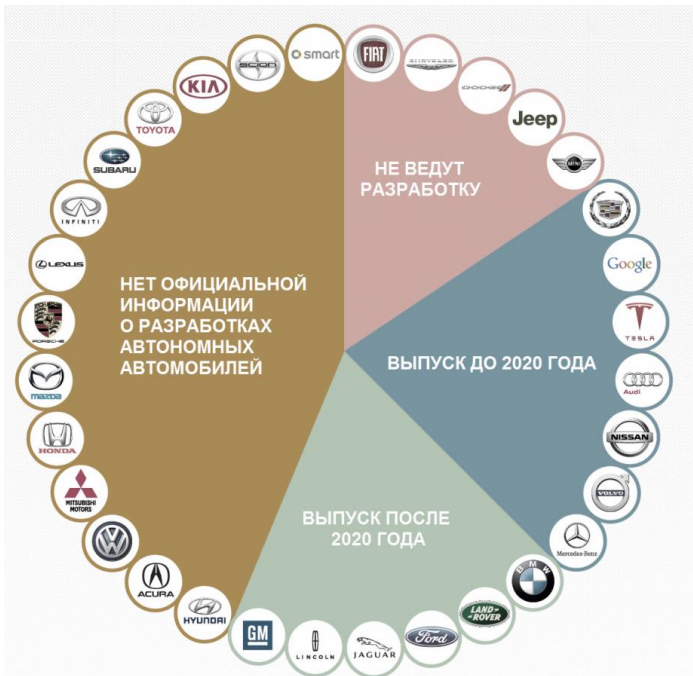 smart
FIAT
CHRYSLER
DODGE
Jeep
MINI
Google
TESLA
Audi
NISSAN
VOLVO
Mercedes-Benz
BMW
LAND-
ROVER
Ford
JAGUAR
LINCOLN
GM
HYUNDAI
ACURA
MITSUBISHI
MOTORS
HONDA
mazda
PORSCHE
LEXUS
INFINITI
SUBARU
TOYOTA
KIA
SCION
НЕ ВЕДУТ
РАЗРАБОТКУ
ВЫПУСК ДО 2020 ГОДА
ВЫПУСК ПОСЛЕ
2020 ГОДА
НЕТ ОФИЦИАЛЬНОЙ
ИНФОРМАЦИИ
О РАЗРАБОТКАХ
АВТОНОМНЫХ
АВТОМОБИЛЕЙ